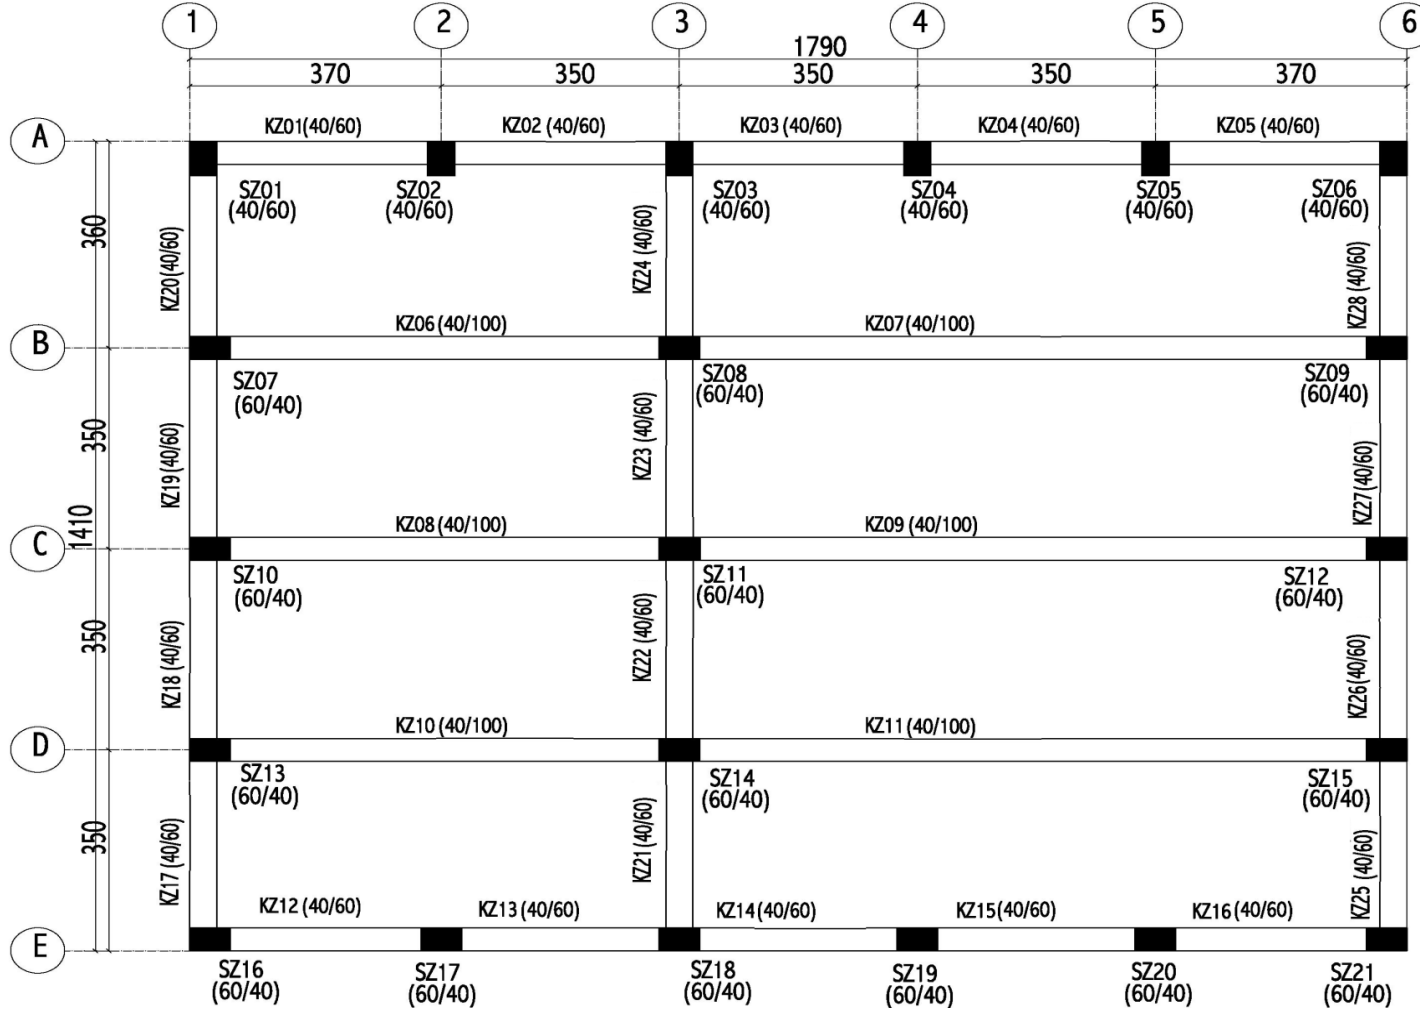 1 2 3 4 5 6
1790
370 350 350 350 370
KZ01(40/60) KZ02 (40/60) KZ03 (40/60) KZ04 (40/60) KZ05 (40/60)
A
SZ01 SZ02 SZ03 SZ04 SZ05 SZ06
(40/60) (40/60) (40/60) (40/60) (40/60) (40/60)
360
KZ20(40/60)
KZ24 (40/60)
KZ28 (40/60)
KZ06 (40/100) KZ07 (40/100)
B
SZ07 SZ08 SZ09
(60/40) (60/40) (60/40)
350
KZ19(40/60)
KZ23 (40/60)
KZ27(40/60)
1410
KZ08 (40/100) KZ09 (40/100)
C
SZ10 SZ11 SZ12
(60/40) (60/40) (60/40)
350
KZ18 (40/60)
KZ22 (40/60)
KZ26(40/60)
KZ10 (40/100) KZ11 (40/100)
D
SZ13 SZ14 SZ15
(60/40) (60/40) (60/40)
350
KZ17 (40/60)
KZ21(40/60)
KZ25 (40/60)
KZ12 (40/60) KZ13 (40/60) KZ14(40/60) KZ15(40/60) KZ16(40/60)
E
SZ16 SZ17 SZ18 SZ19 SZ20 SZ21
(60/40) (60/40) (60/40) (60/40) (60/40) (60/40)